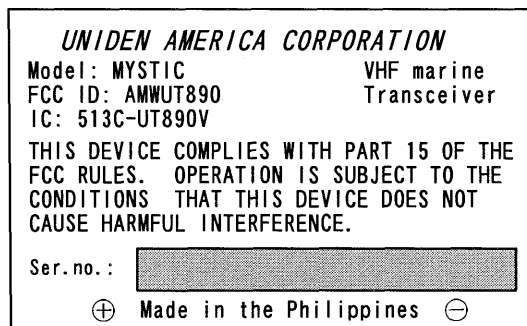 UNIDEN AMERICA CORPORATION
Model: MYSTIC VHF marine
FCC ID: AMWUT890 Transceiver
IC: 513C-UT890V
THIS DEVICE COMPLIES WITH PART 15 OF THE
FCC RULES. OPERATION IS SUBJECT TO THE
CONDITIONS THAT THIS DEVICE DOES NOT
CAUSE HARMFUL INTERFERENCE.
Ser.no.:
⊕ Made in the Philippines ⊖